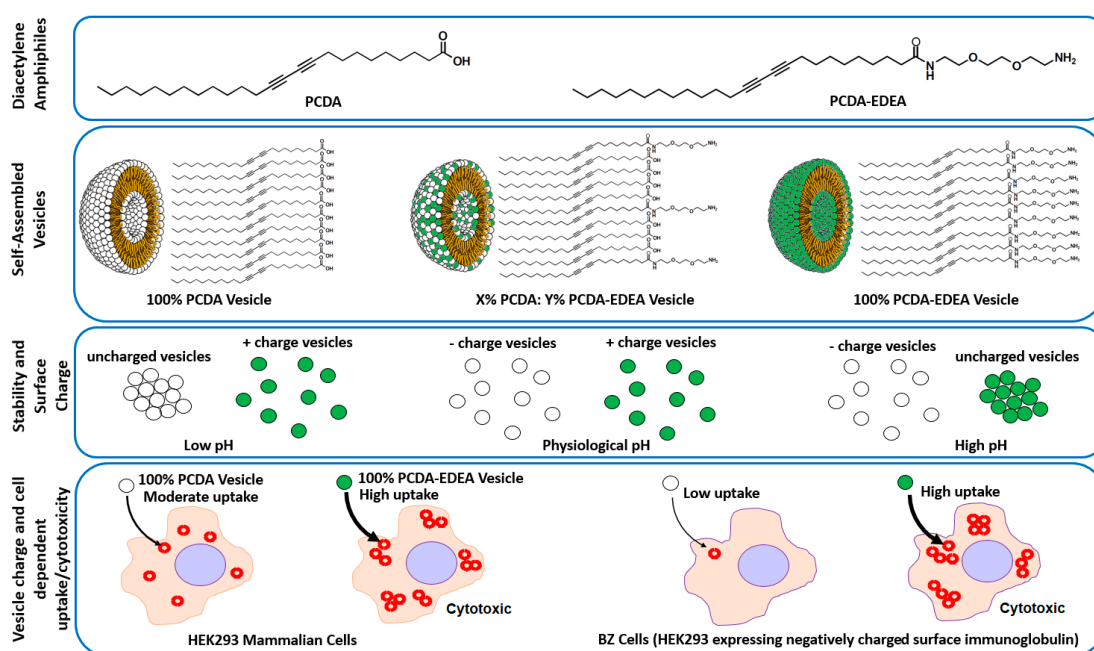 Diacetylene
Amphiphiles
O
OH
PCDA
O
N
H
O
O
NH₂
PCDA-EDEA
Self-Assembled
Vesicles
100% PCDA Vesicle
X% PCDA: Y% PCDA-EDEA Vesicle
100% PCDA-EDEA Vesicle
Stability and
Surface
Charge
uncharged vesicles
+ charge vesicles
- charge vesicles
+ charge vesicles
- charge vesicles
uncharged vesicles
Low pH
Physiological pH
High pH
Vesicle charge and cell
dependent
uptake/cytotoxicity
100% PCDA Vesicle
Moderate uptake
100% PCDA-EDEA Vesicle
High uptake
Cytotoxic
HEK293 Mammalian Cells
Low uptake
High uptake
Cytotoxic
BZ Cells (HEK293 expressing negatively charged surface immunoglobulin)